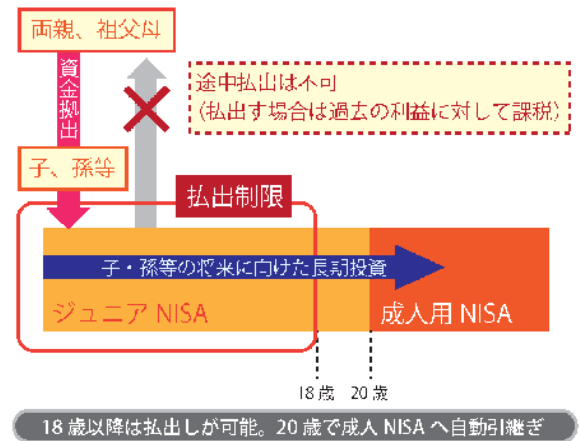 両親、祖父母
資金拠出
途中払出は不可
(払出す場合は過去の利益に対して課税)
子、孫等
払出制限
子・孫等の将来に向けた長期投資
ジュニア NISA
成人用 NISA
18 歳
20 歳
18 歳以降は払出しが可能。20 歳で成人 NISA へ自動引継ぎ